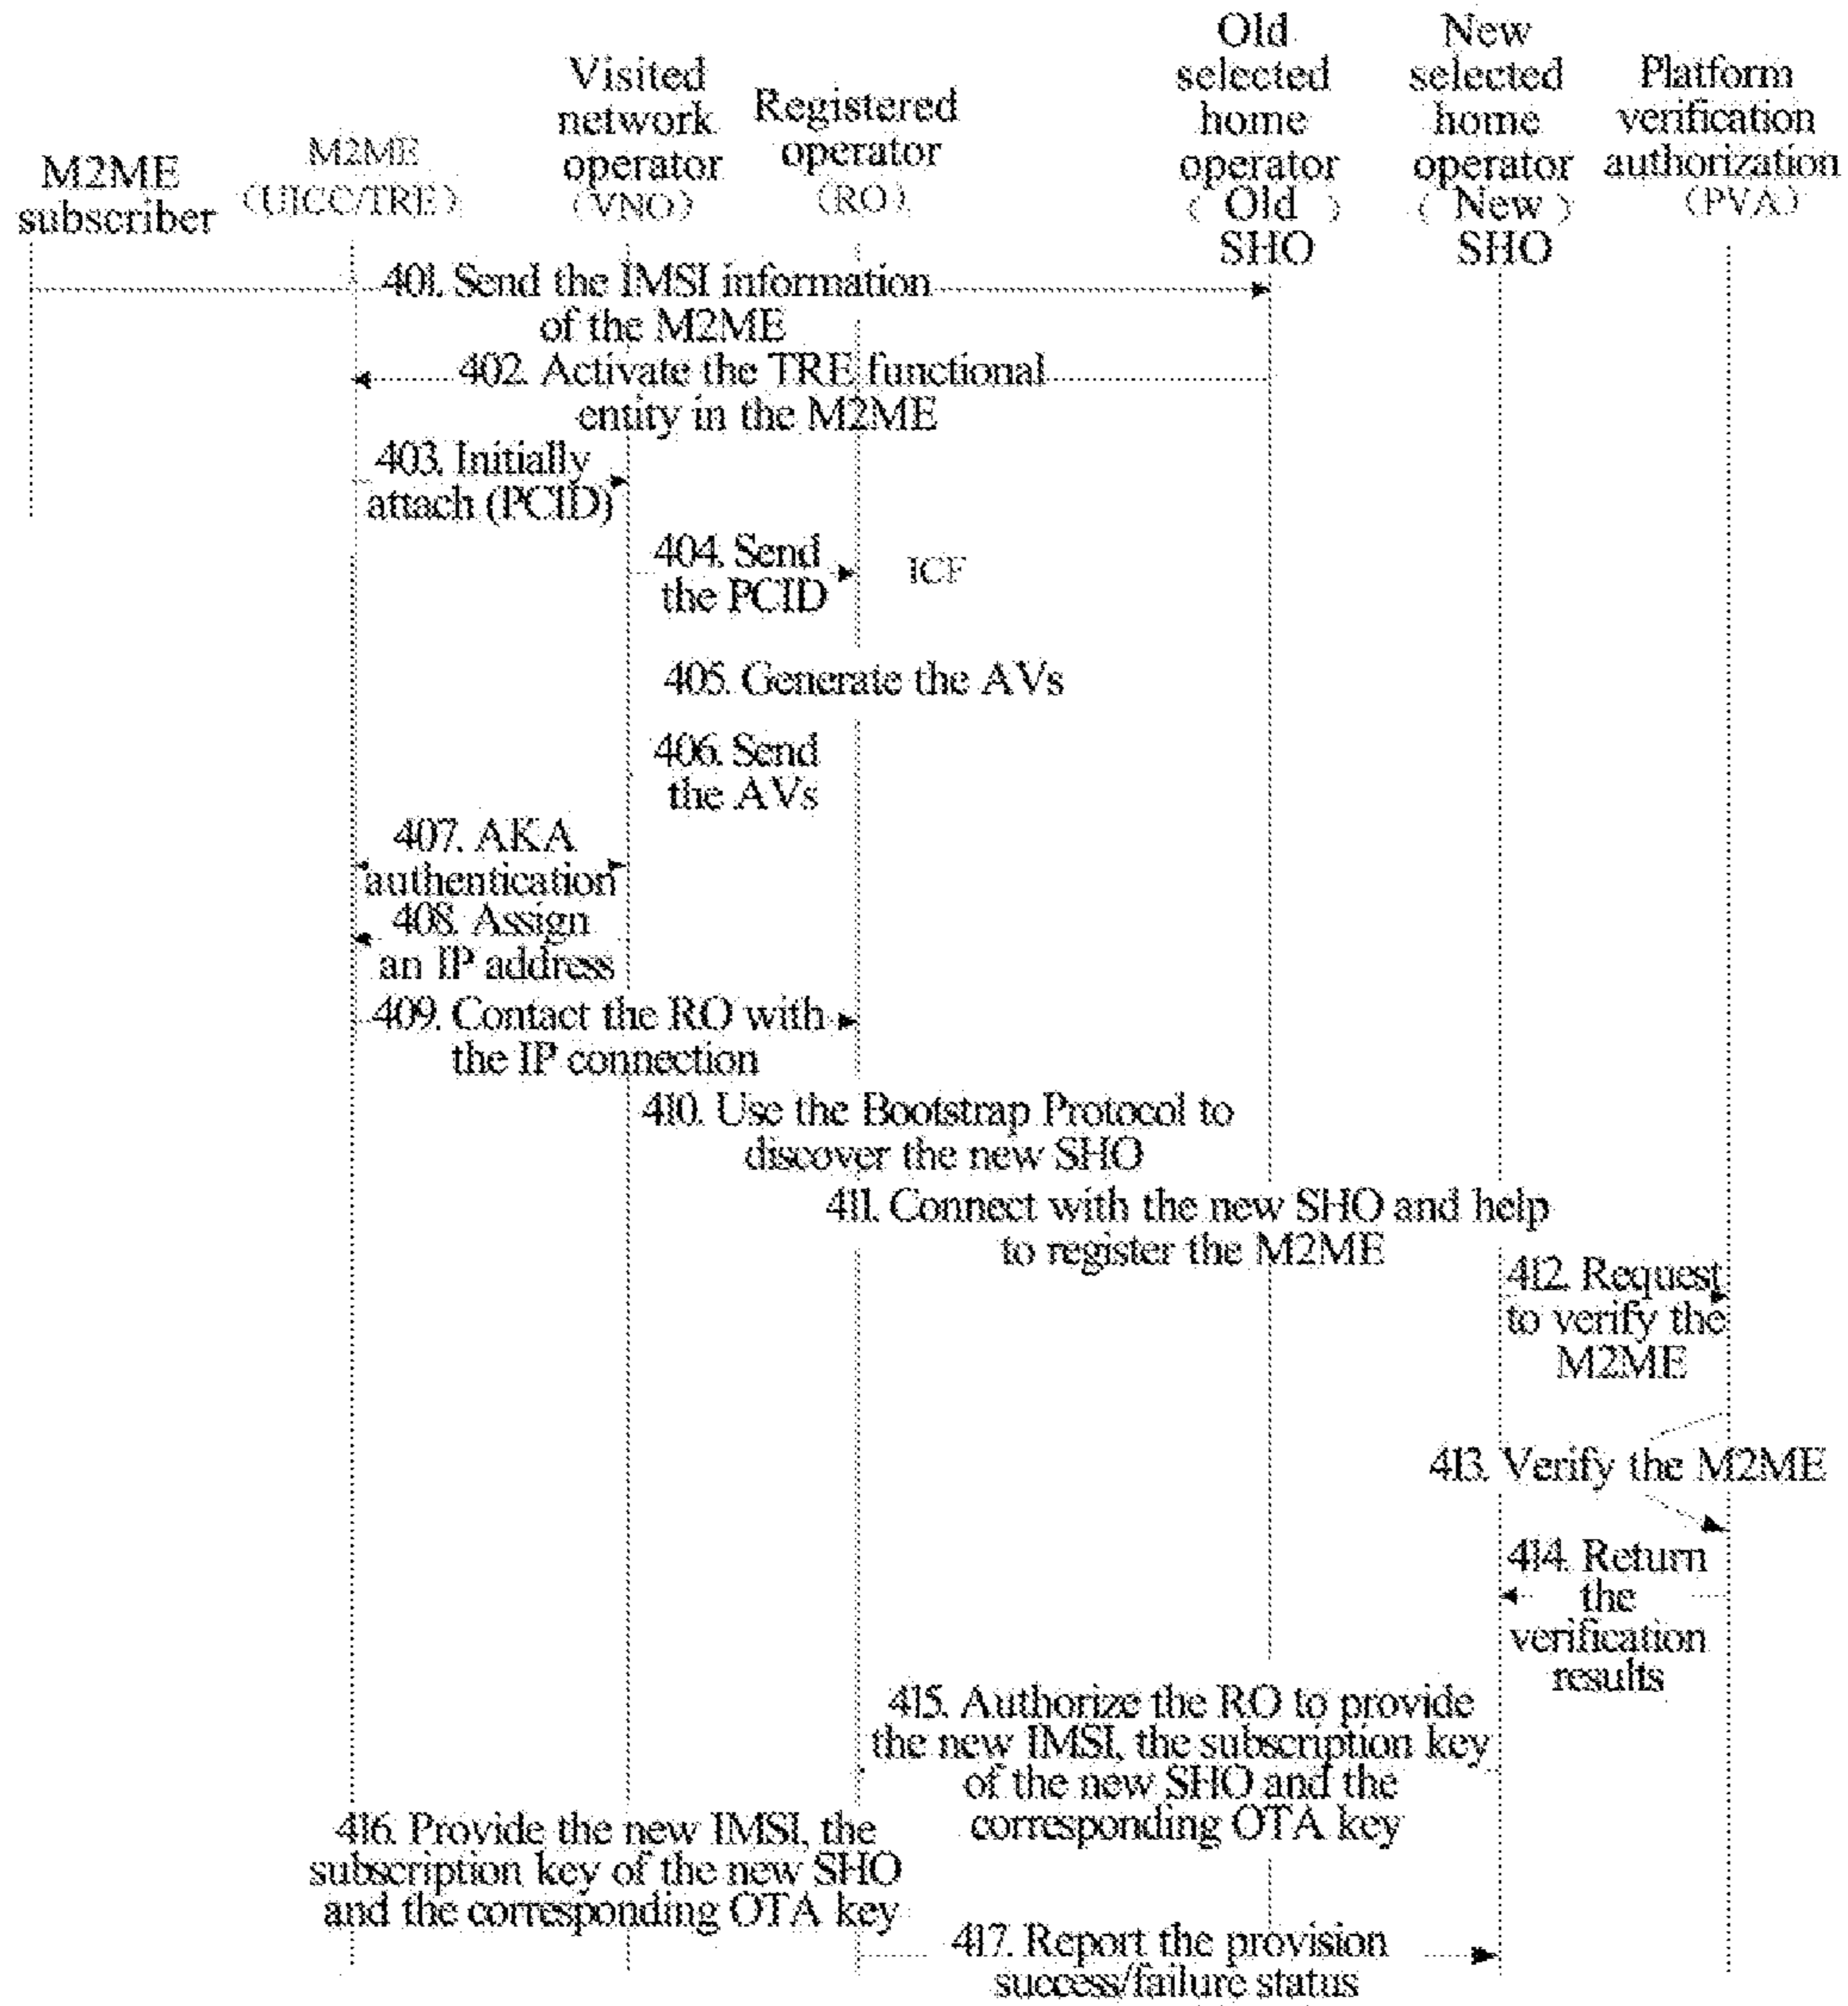 M2ME
subscriber
M2ME
(UICC/TRE)
Visited
network
operator
(VNO)
Registered
operator
(RO)
Old
selected
home
operator
( Old )
SHO
New
selected
home
operator
( New )
SHO
Platform
verification
authorization
(PVA)
401. Send the IMSI information
of the M2ME
402. Activate the TRE functional
entity in the M2ME
403. Initially
attach (PCID)
404. Send
the PCID
ICF
405. Generate the AVs
406. Send
the AVs
407. AKA
authentication
408. Assign
an IP address
409. Contact the RO with
the IP connection
410. Use the Bootstrap Protocol to
discover the new SHO
411. Connect with the new SHO and help
to register the M2ME
412. Request
to verify the
M2ME
413. Verify the M2ME
414. Return
the
verification
results
415. Authorize the RO to provide
the new IMSI, the subscription key
of the new SHO and the
corresponding OTA key
416. Provide the new IMSI, the
subscription key of the new SHO
and the corresponding OTA key
417. Report the provision
success/failure status